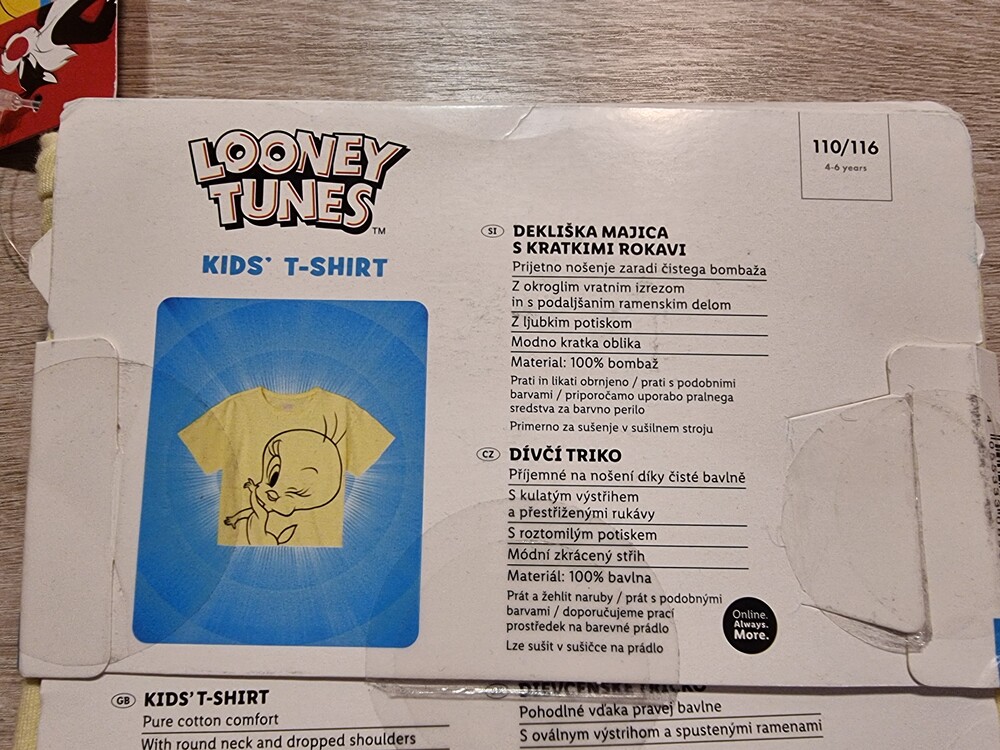 LOONEY
TUNES
TM
KIDS' T-SHIRT
110/116
4-6 years
SI DEKLIŠKA MAJICA
S KRATKIMI ROKAVI
Prijetno nošenje zaradi čistega bombaža
Z okroglim vratnim izrezom
in s podaljšanim ramenskim delom
Z ljubkim potiskom
Modno kratka oblika
Material: 100% bombaž
Prati in likati obrnjeno / prati s podobnimi
barvami / priporočamo uporabo pralnega
sredstva za barvno perilo
Primerno za sušenje v sušilnem stroju
CZ DÍVČÍ TRIKO
Příjemné na nošení díky čisté bavlně
S kulatým výstřihem
a přestřiženými rukávy
S roztomilým potiskem
Módní zkrácený střih
Materiál: 100% bavlna
Prát a žehlit naruby / prát s podobnými
barvami / doporučujeme prací
prostředek na barevné prádlo
Lze sušit v sušičce na prádlo
Online.
Always.
More.
GB KIDS' T-SHIRT
Pure cotton comfort
With round neck and dropped shoulders
DIEVČENSKÉ TRIČKO
Pohodlné vďaka pravej bavlne
S oválnym výstrihom a spustenými ramenami